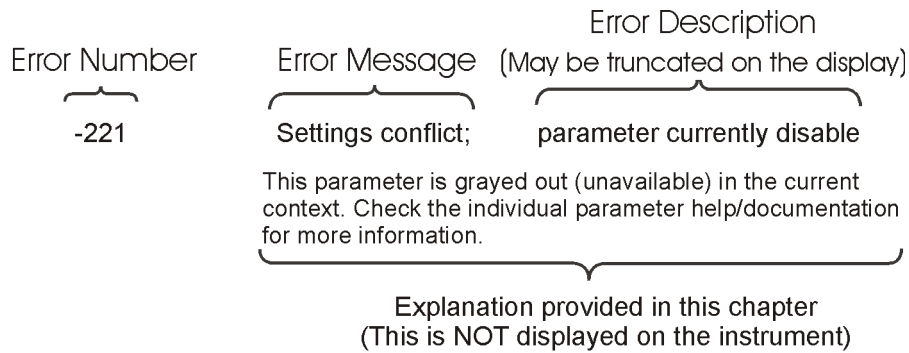 Error Number
Error Message
Error Description
(May be truncated on the display)
-221
Settings conflict;
parameter currently disable
This parameter is grayed out (unavailable) in the current
context. Check the individual parameter help/documentation
for more information.
Explanation provided in this chapter
(This is NOT displayed on the instrument)